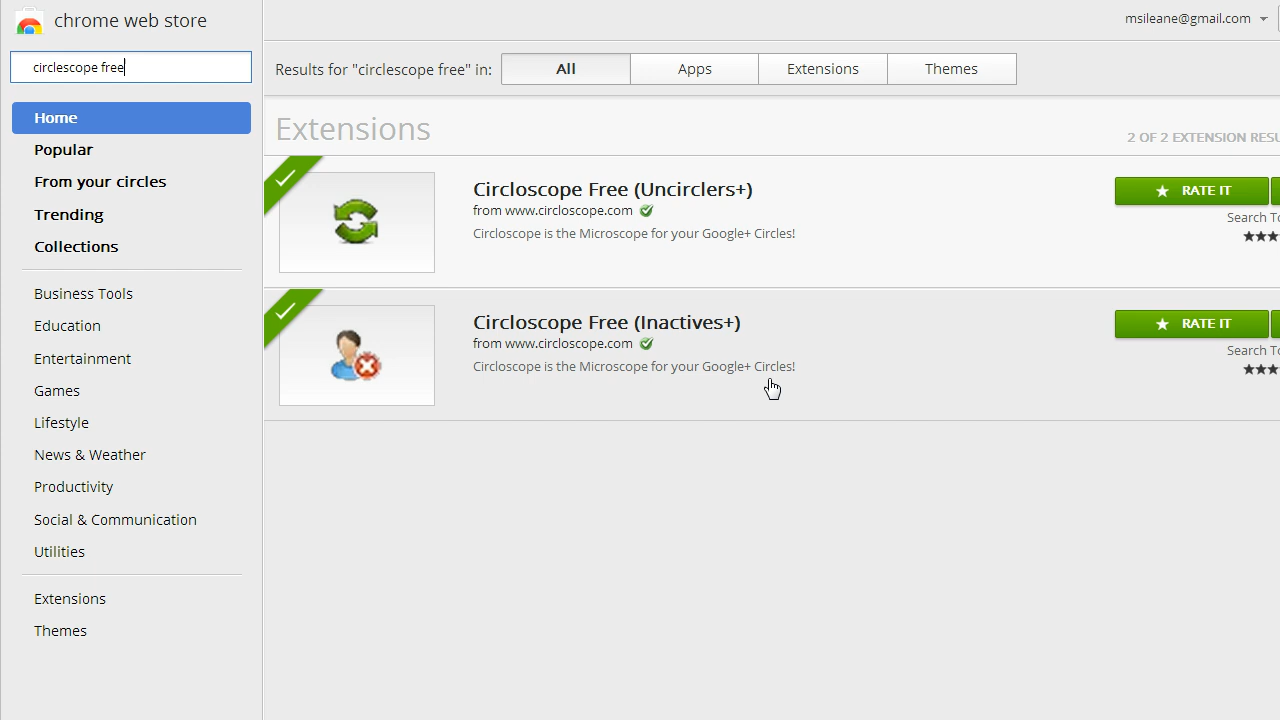 chrome web store
msileane@gmail.com
circlescope free
Results for "circlescope free" in:
All
Apps
Extensions
Themes
Home
Popular
From your circles
Trending
Collections
Business Tools
Education
Entertainment
Games
Lifestyle
News & Weather
Productivity
Social & Communication
Utilities
Extensions
Themes
Extensions
2 OF 2 EXTENSION RESU
Circloscope Free (Uncirclers+)
from www.circloscope.com
Circloscope is the Microscope for your Google+ Circles!
RATE IT
Search To
Circloscope Free (Inactives+)
from www.circloscope.com
Circloscope is the Microscope for your Google+ Circles!
RATE IT
Search To